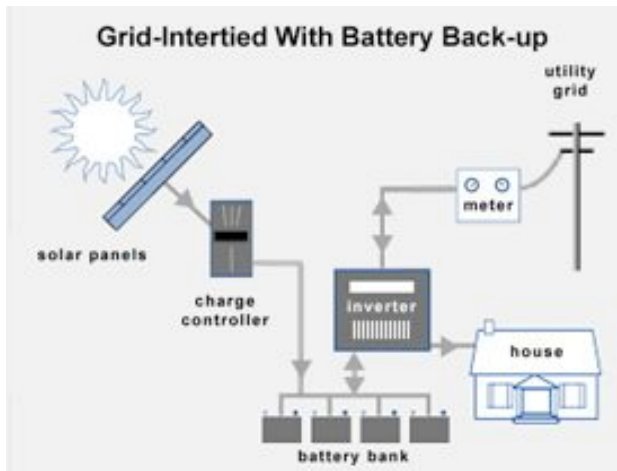 Grid-Intertied With Battery Back-up
utility
grid
meter
solar panels
charge
controller
inverter
house
battery bank